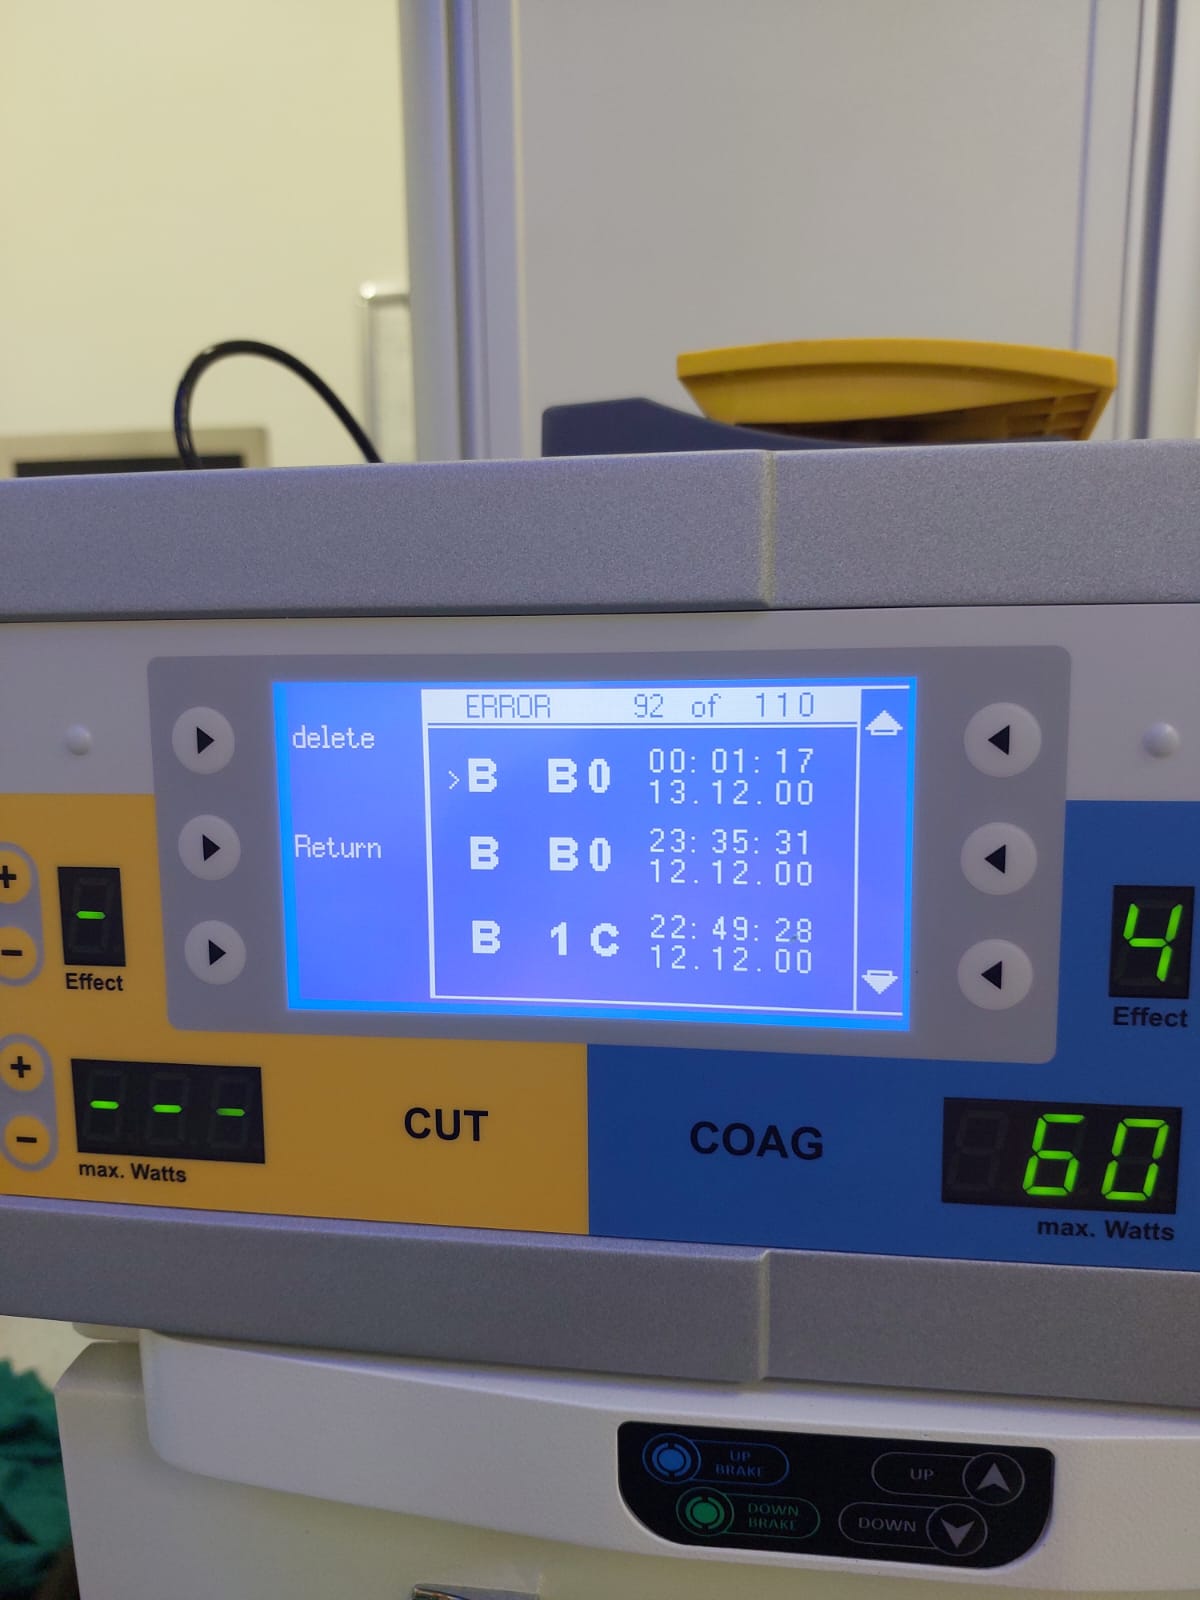 ERROR 92 of 110
delete
>B B0 00:01:17
13.12.00
Return
B B0 23:35:31
12.12.00
B 1C 22:49:28
12.12.00
+
-
-
Effect
4
Effect
+
-
---
max. Watts
CUT
COAG
60
max. Watts
UP
BRAKE
UP
DOWN
BRAKE
DOWN